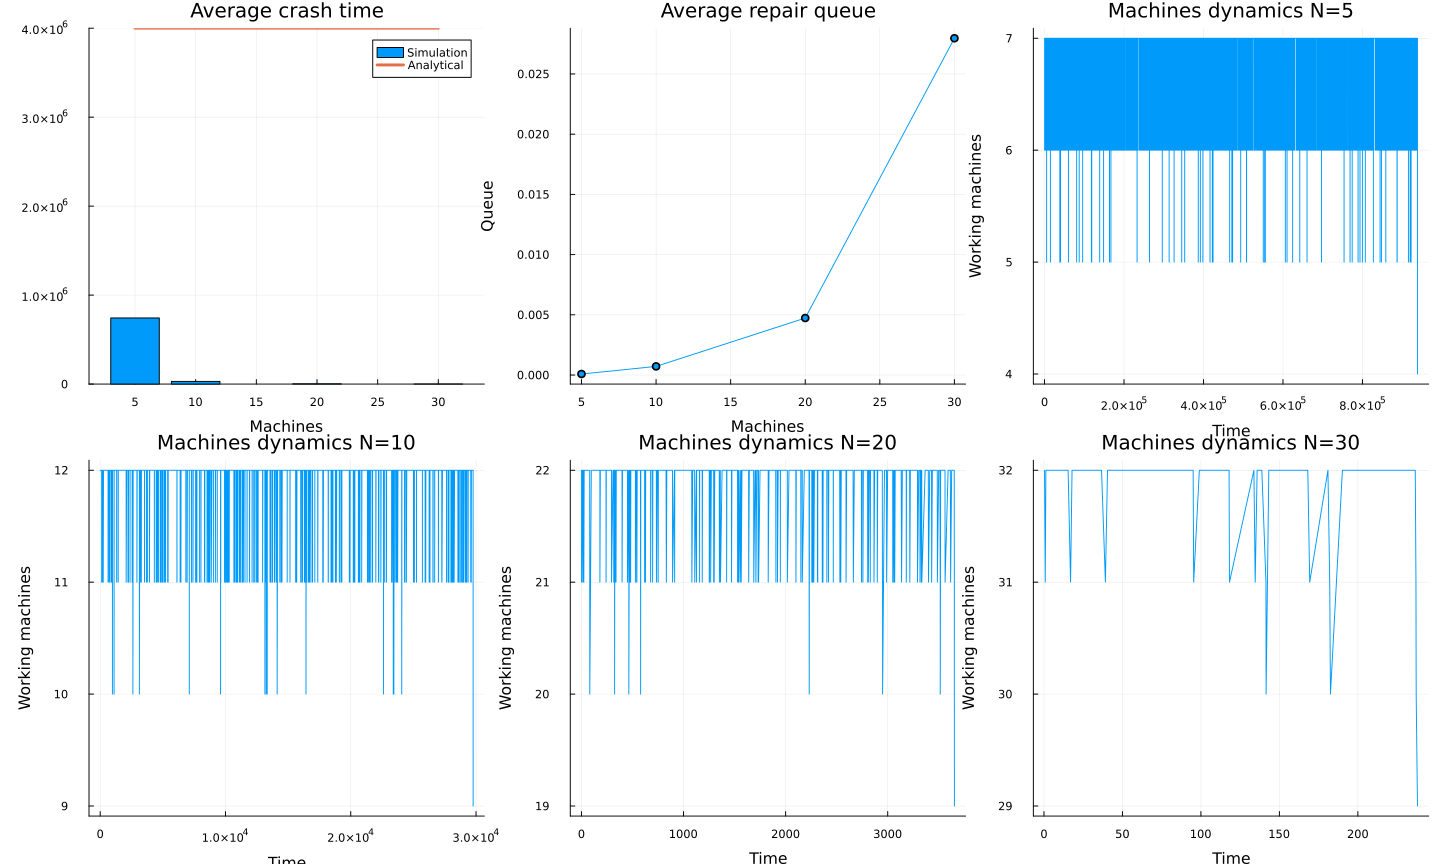 Average crash time
4.0×10⁶
3.0×10⁶
2.0×10⁶
1.0×10⁶
0
Simulation
Analytical
5 10 15 20 25 30
Machines
Average repair queue
Queue
0.025
0.020
0.015
0.010
0.005
0.000
5 10 15 20 25 30
Machines
Machines dynamics N=5
Working machines
7
6
5
4
0 2.0×10⁵ 4.0×10⁵ 6.0×10⁵ 8.0×10⁵
Time
Machines dynamics N=10
Working machines
12
11
10
9
0 1.0×10⁴ 2.0×10⁴ 3.0×10⁴
Time
Machines dynamics N=20
Working machines
22
21
20
19
0 1000 2000 3000
Time
Machines dynamics N=30
Working machines
32
31
30
29
0 50 100 150 200
Time